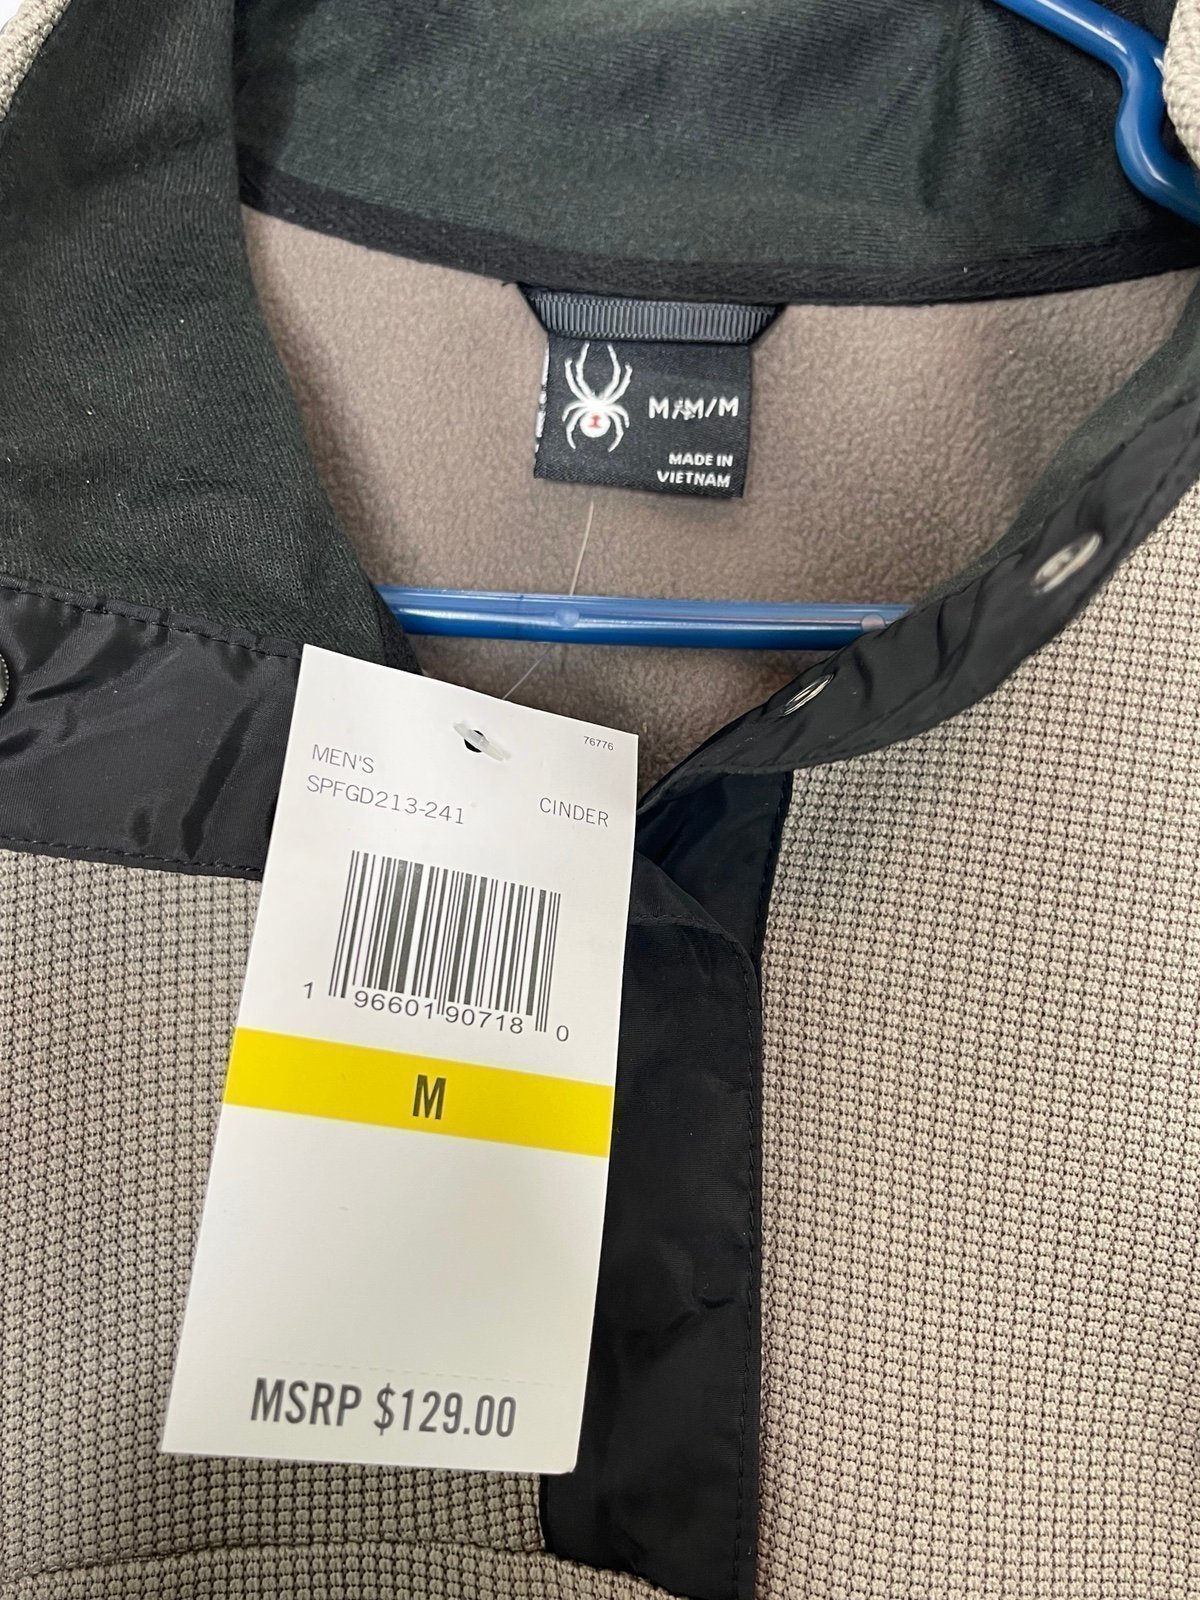 M/M/M
MADE IN
VIETNAM
76776
MEN'S
SPFGD213-241
CINDER
1 96601 90718 0
M
MSRP $129.00